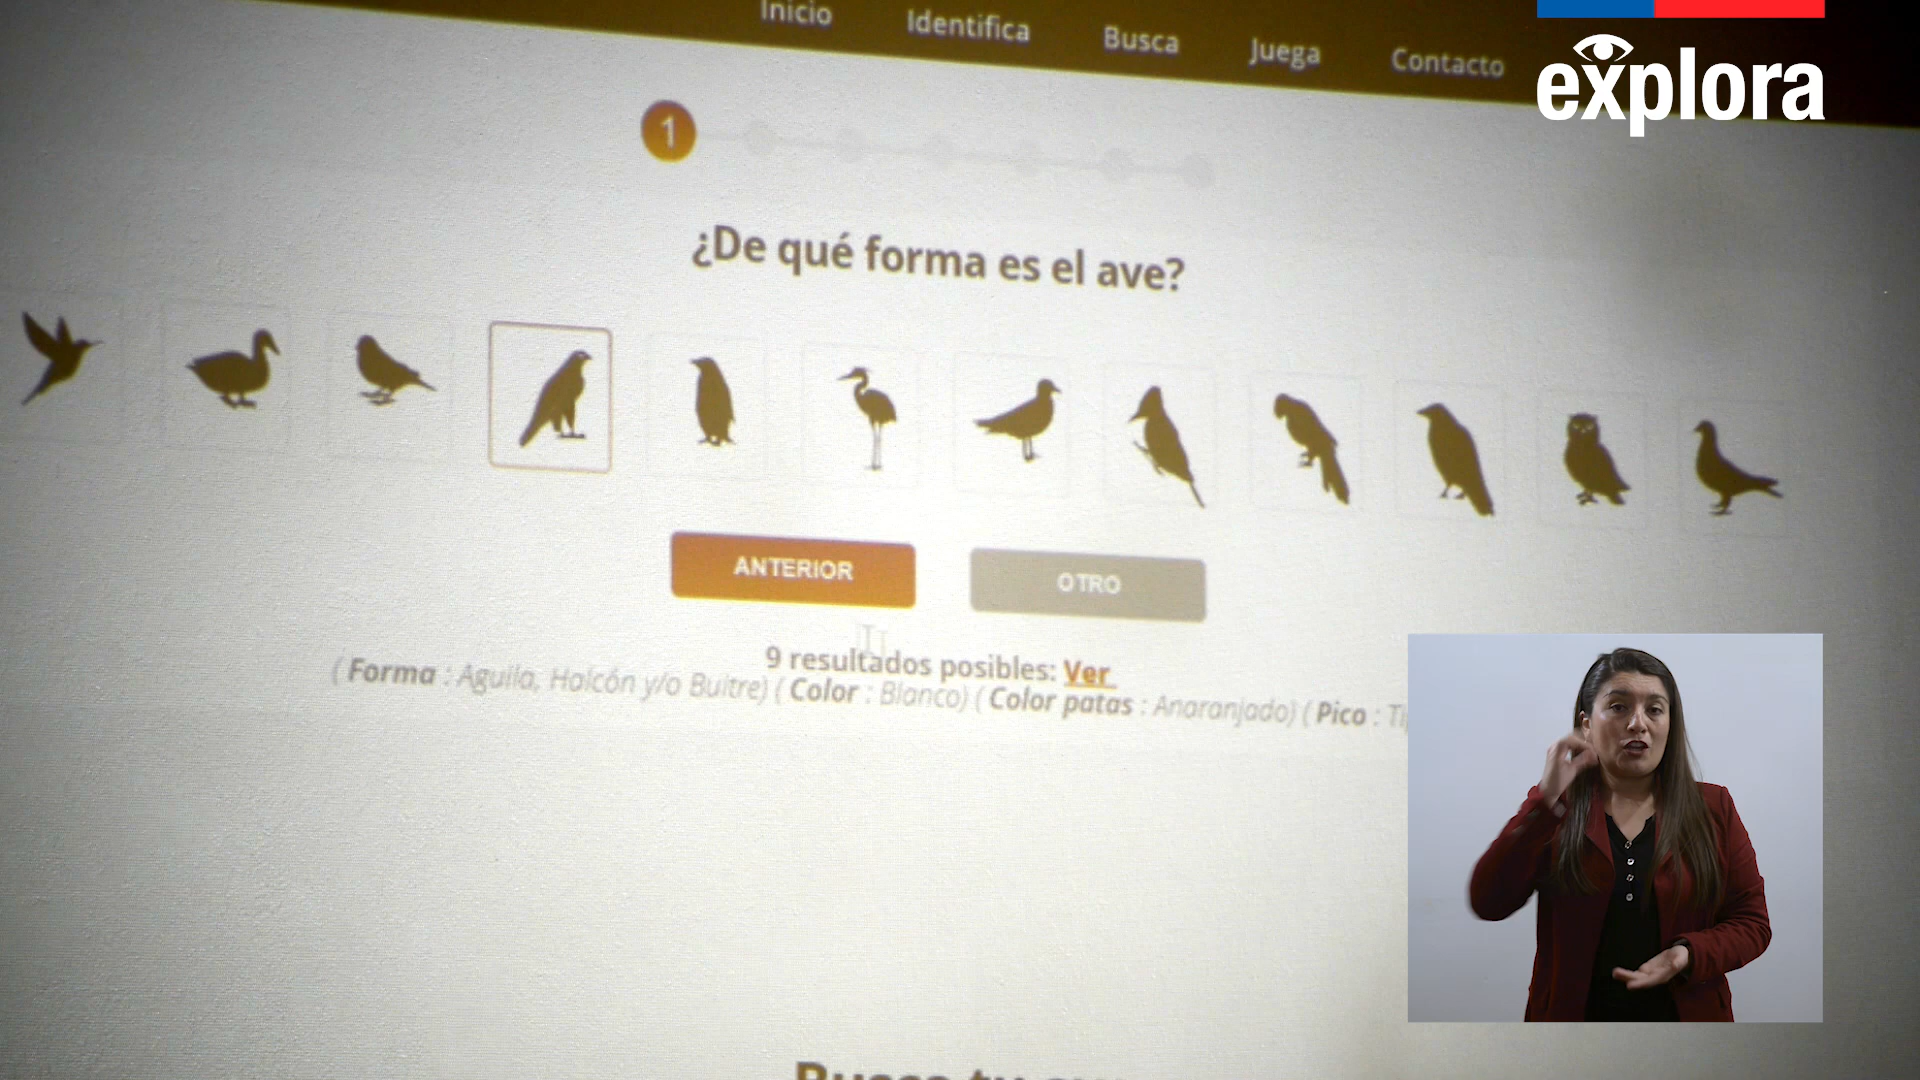 Inicio Identifica Busca Juega Contacto
explora
1
¿De qué forma es el ave?
ANTERIOR OTRO
9 resultados posibles: Ver
( Forma : Aguila, Halcón y/o Buitre) ( Color : Blanco) ( Color patas : Anaranjado) ( Pico :